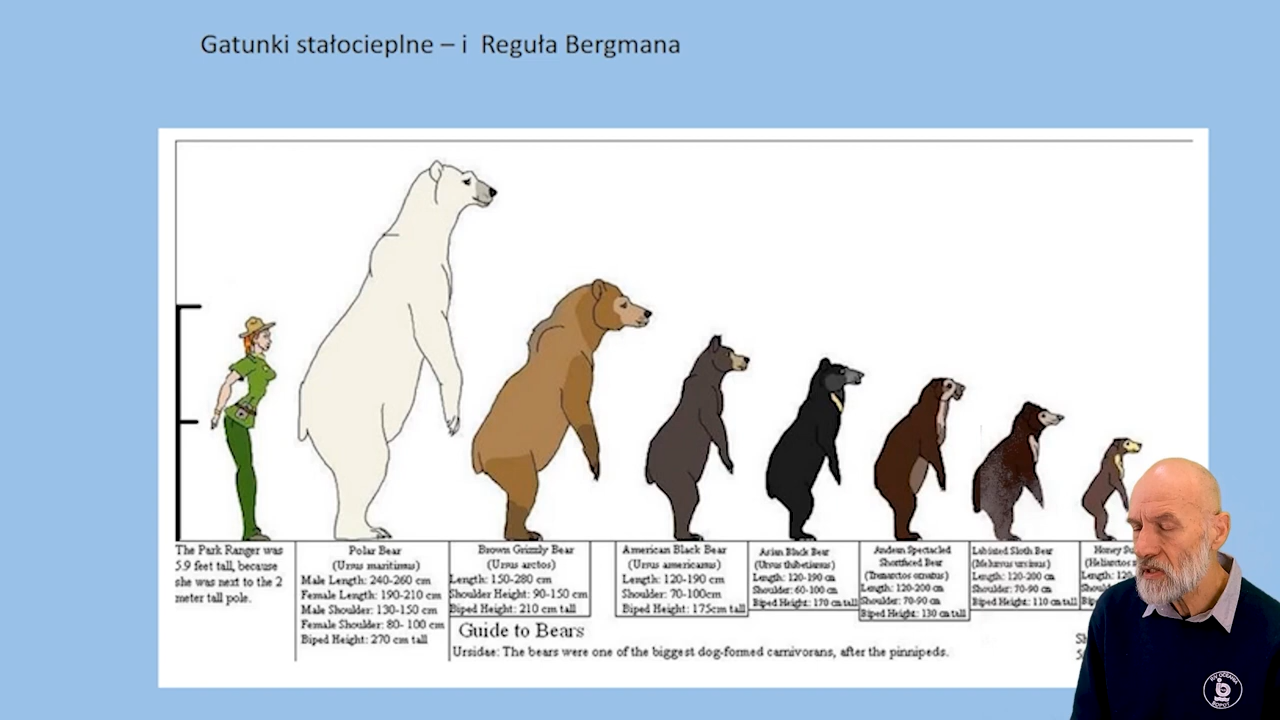 Gatunki stałocieplne – i Reguła Bergmana
The Park Ranger was
5.9 feet tall, because
she was next to the 2
meter tall pole.
Polar Bear
(Ursus maritimus)
Male Length: 240-260 cm
Female Length: 190-210 cm
Male Shoulder: 130-150 cm
Female Shoulder: 80- 100 cm
Biped Height: 270 cm tall
Brown Grizzly Bear
(Ursus arctos)
Length: 150-280 cm
Shoulder Height: 90-150 cm
Biped Height: 210 cm tall
American Black Bear
(Ursus americanus)
Length: 120-190 cm
Shoulder: 70-100cm
Biped Height: 175cm tall
Asian Black Bear
(Ursus thibetianus)
Length: 120-190 cm
Shoulder: 60-100 cm
Biped Height: 170 cm tall
Andean Spectacled
Shortfaced Bear
(Tremarctos ornatus)
Length: 120-200 cm
Shoulder: 70-90 cm
Biped Height: 130 cm tall
Labiated Sloth Bear
(Melursus ursinus)
Length: 120-200 cm
Shoulder: 70-90 cm
Biped Height: 110 cm tall
Honey
Length: 120
Guide to Bears
Ursidae: The bears were one of the biggest dog-formed carnivorans, after the pinnipeds.
SOPOT